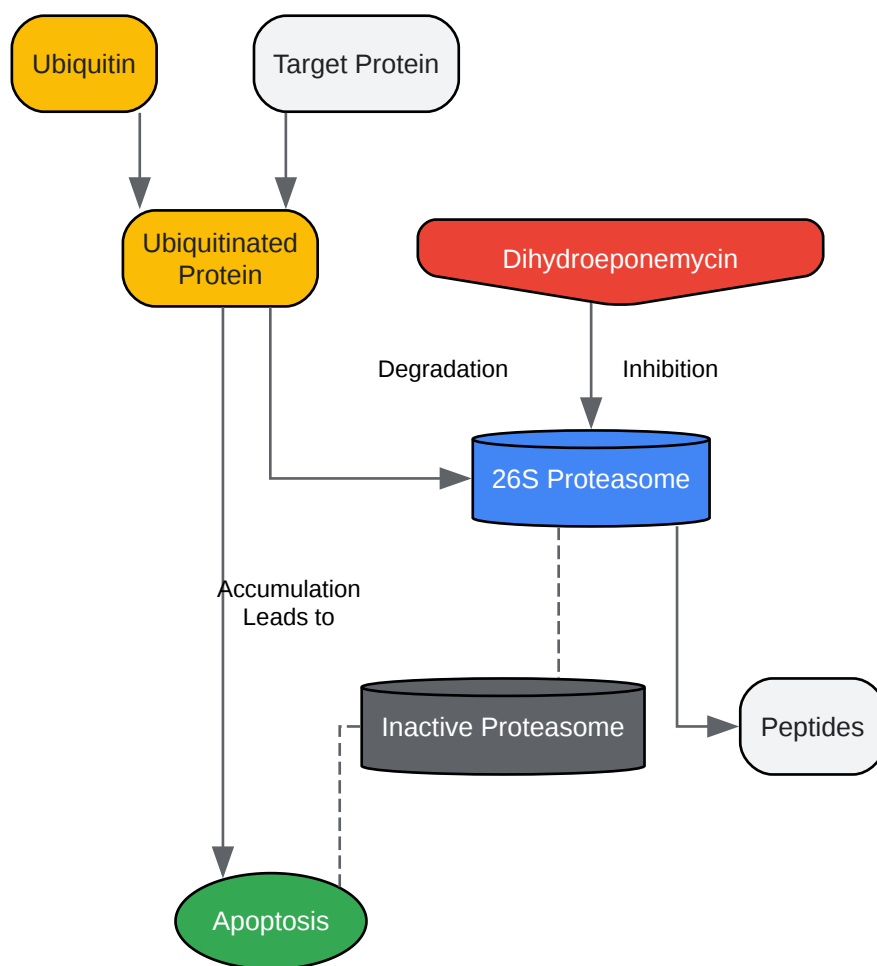 Ubiquitin
Target Protein
Ubiquitinated
Protein
Dihydroeponemycin
Degradation
Inhibition
26S Proteasome
Accumulation
Leads to
Inactive Proteasome
Peptides
Apoptosis